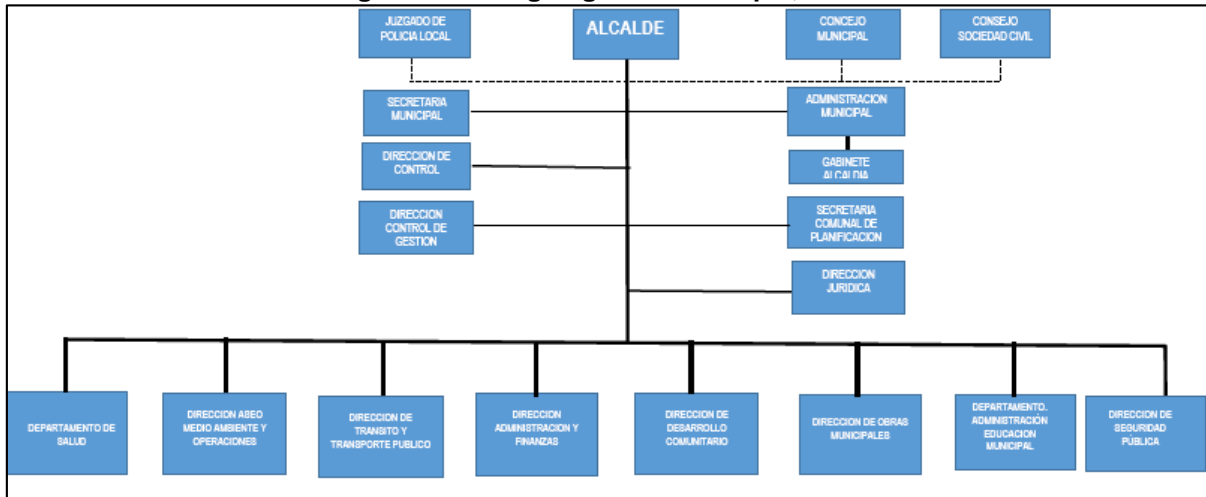 JUZGADO DE
POLICIA LOCAL
ALCALDE
CONCEJO
MUNICIPAL
CONSEJO
SOCIEDAD CIVIL
SECRETARIA
MUNICIPAL
ADMINISTRACION
MUNICIPAL
DIRECCION DE
CONTROL
GABINETE
ALCALDIA
DIRECCION
CONTROL DE
GESTION
SECRETARIA
COMUNAL DE
PLANIFICACION
DIRECCION
JURIDICA
DEPARTAMENTO DE
SALUD
DIRECCION ASEO
MEDIO AMBIENTE Y
OPERACIONES
DIRECCION DE
TRANSITO Y
TRANSPORTE PUBLICO
DIRECCION
ADMINISTRACION Y
FINANZAS
DIRECCION DE
DESARROLLO
COMUNITARIO
DIRECCION DE OBRAS
MUNICIPALES
DEPARTAMENTO.
ADMINISTRACIÓN
EDUCACION
MUNICIPAL
DIRECCION DE
SEGURIDAD
PÚBLICA